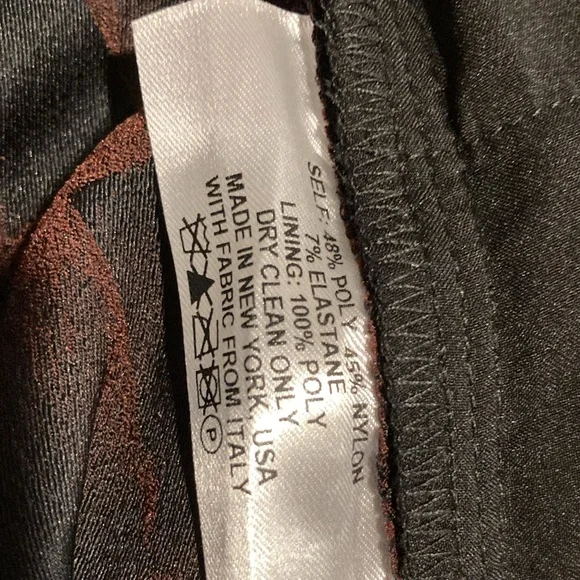 SELF: 48% POLY 45% NYLON
7% ELASTANE
LINING: 100% POLY
DRY CLEAN ONLY
MADE IN NEW YORK, USA
WITH FABRIC FROM ITALY
P